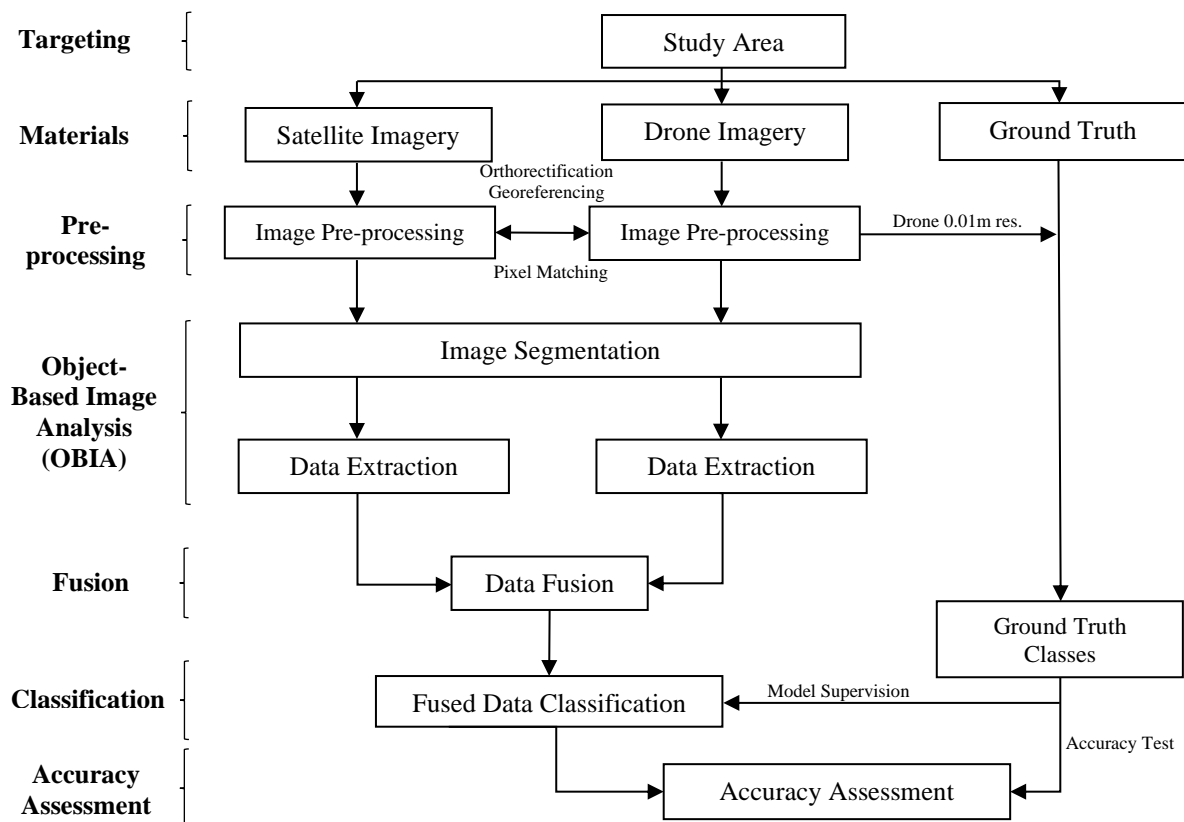 Targeting
Study Area
Materials
Satellite Imagery
Drone Imagery
Ground Truth
Orthorectification
Georeferencing
Pre-
processing
Image Pre-processing
Image Pre-processing
Drone 0.01m res.
Pixel Matching
Object-
Based Image
Analysis
(OBIA)
Image Segmentation
Data Extraction
Data Extraction
Fusion
Data Fusion
Ground Truth
Classes
Classification
Fused Data Classification
Model Supervision
Accuracy Test
Accuracy
Assessment
Accuracy Assessment